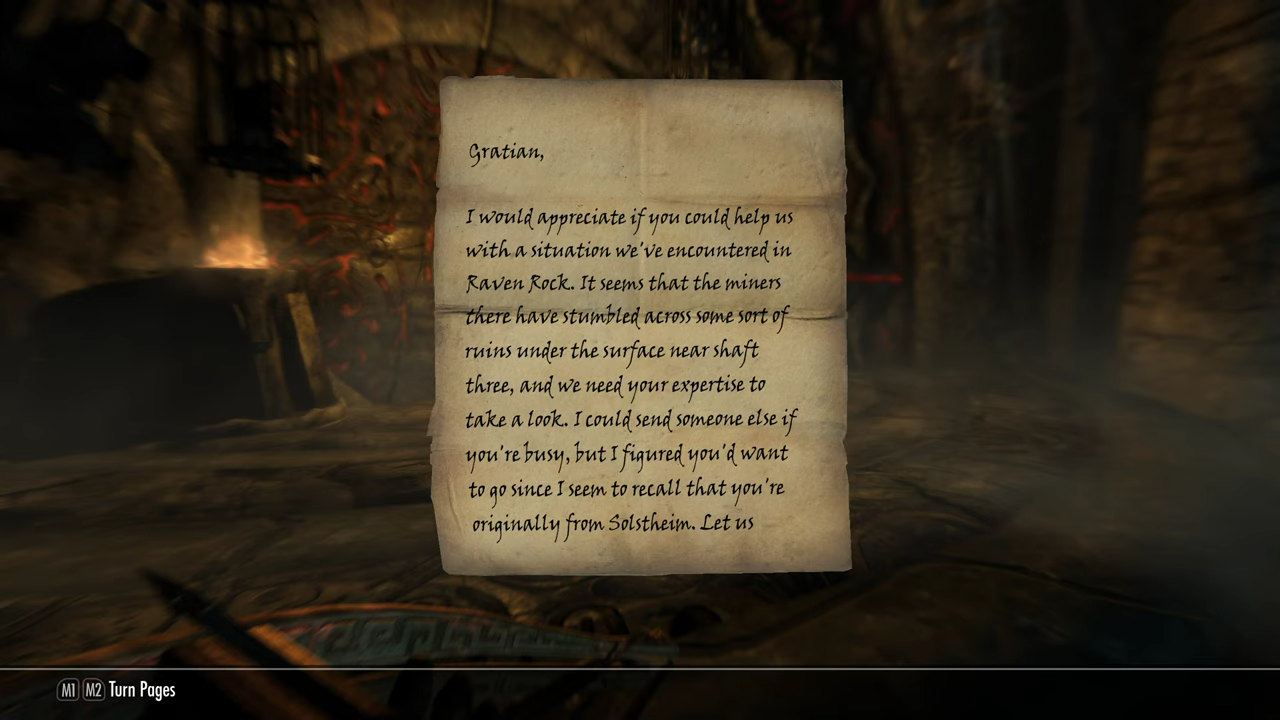 Gratian,
I would appreciate if you could help us
with a situation we've encountered in
Raven Rock. It seems that the miners
there have stumbled across some sort of
ruins under the surface near shaft
three, and we need your expertise to
take a look. I could send someone else if
you're busy, but I figured you'd want
to go since I seem to recall that you're
originally from Solstheim. Let us
M1 M2 Turn Pages